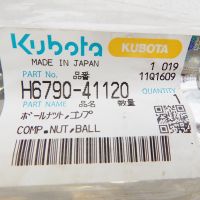 Kubota KUBOTA
MADE IN JAPAN 1 019
PART NO. 品番 11Q1609
H6790-41120
PART NAME 品名 数量 1
ボールナット,コンプ
COMP.NUT,BALL